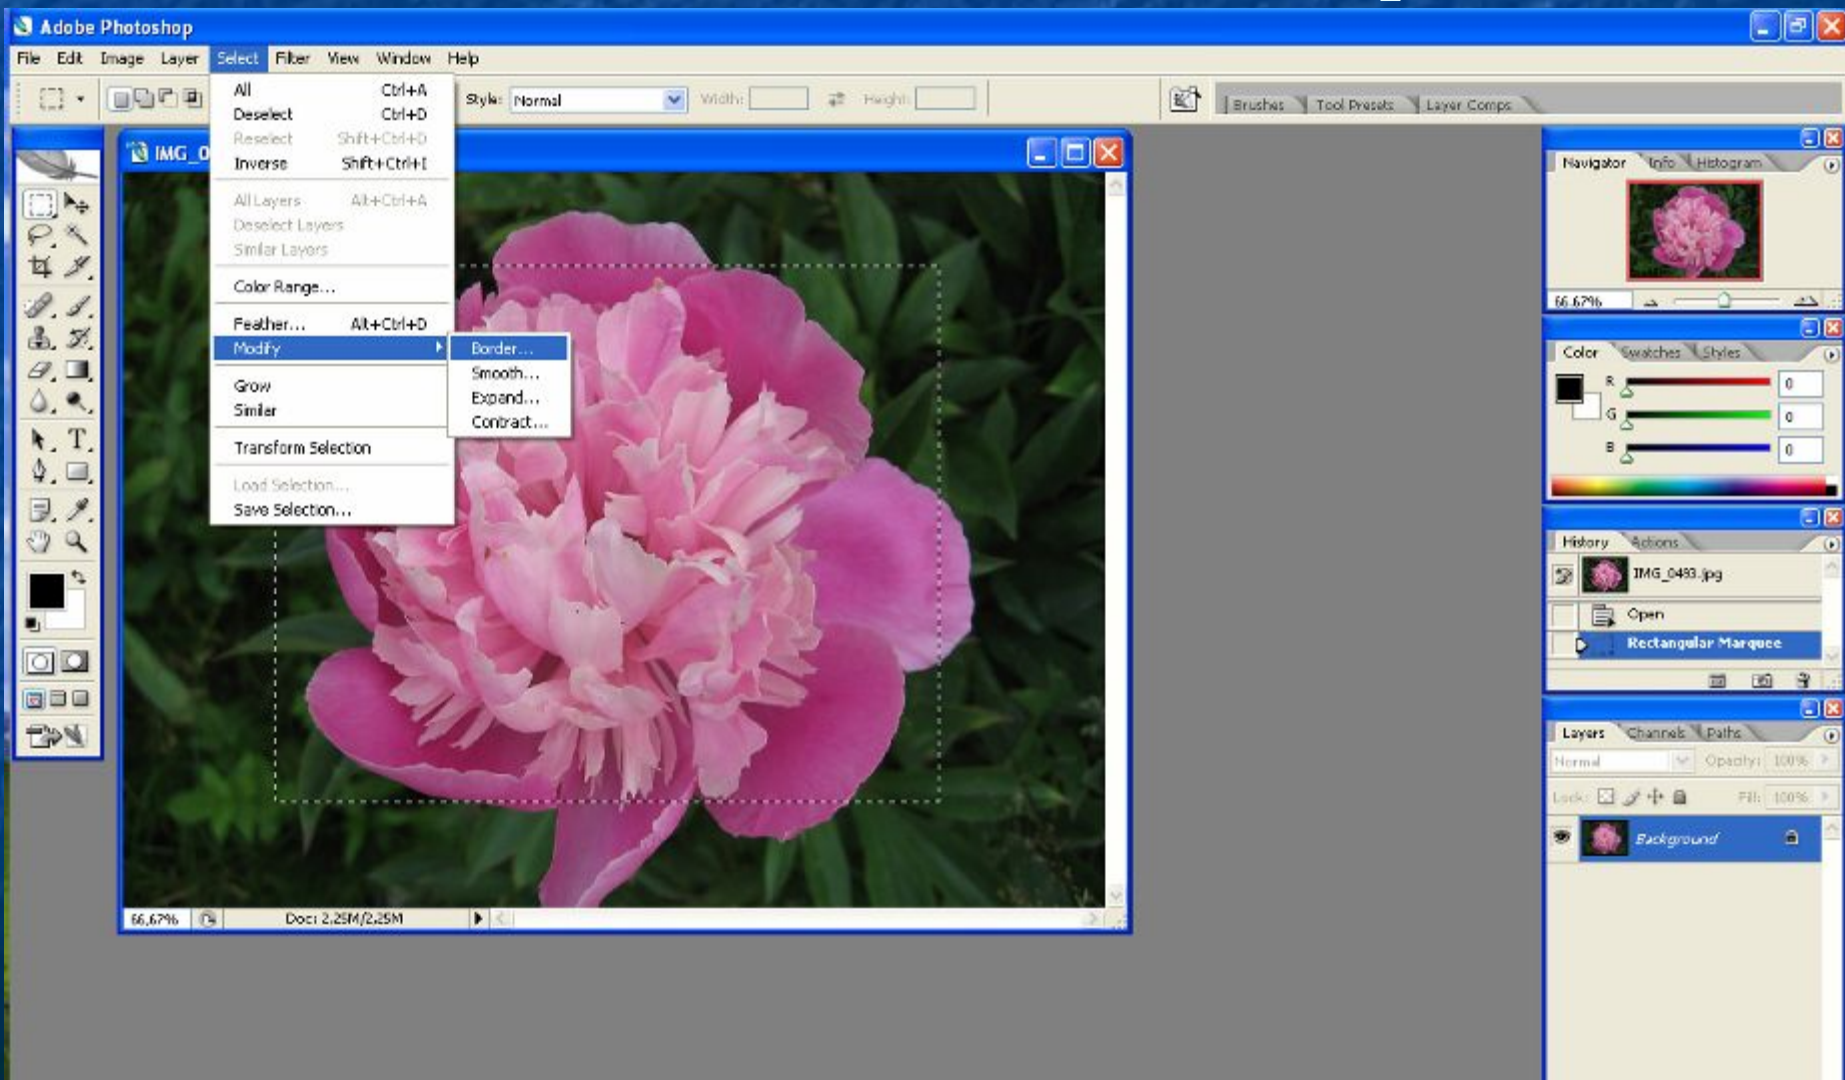 Adobe Photoshop
File Edit Image Layer Select Filter View Window Help
Style: Normal Width: Height:
Brushes Tool Presets Layer Comps
All Ctrl+A
Deselect Ctrl+D
Reselect Shift+Ctrl+D
Inverse Shift+Ctrl+I
All Layers Alt+Ctrl+A
Deselect Layers
Similar Layers
Color Range...
Feather... Alt+Ctrl+D
Modify
Grow
Similar
Transform Selection
Load Selection...
Save Selection...
Border...
Smooth...
Expand...
Contract...
IMG_0
66,67% Doc: 2,25M/2,25M
Navigator Info Histogram
66.67%
Color Swatches Styles
R 0
G 0
B 0
History Actions
IMG_0493.jpg
Open
Rectangular Marquee
Layers Channels Paths
Normal Opacity: 100%
Lock: Fill: 100%
Background